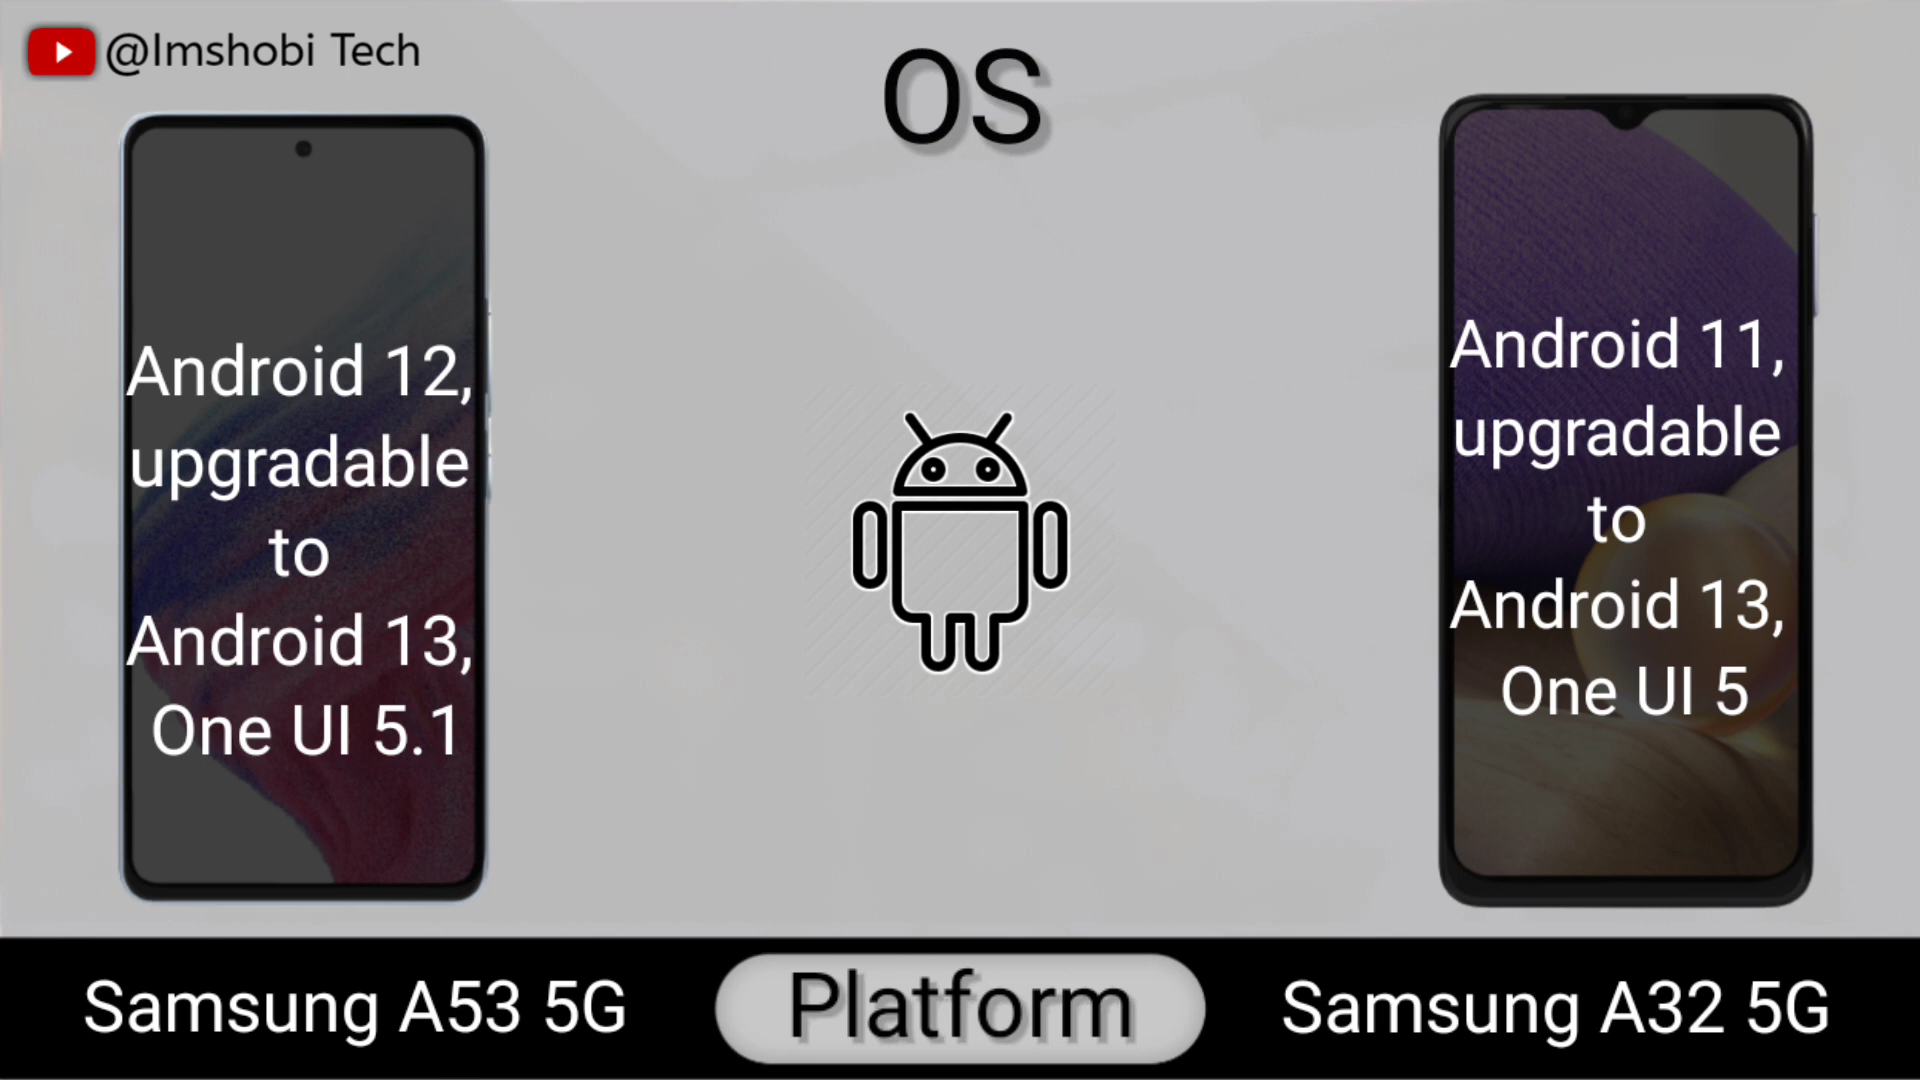 @Imshobi Tech
OS
Android 12,
upgradable
to
Android 13,
One UI 5.1
Android 11,
upgradable
to
Android 13,
One UI 5
Samsung A53 5G
Platform
Samsung A32 5G